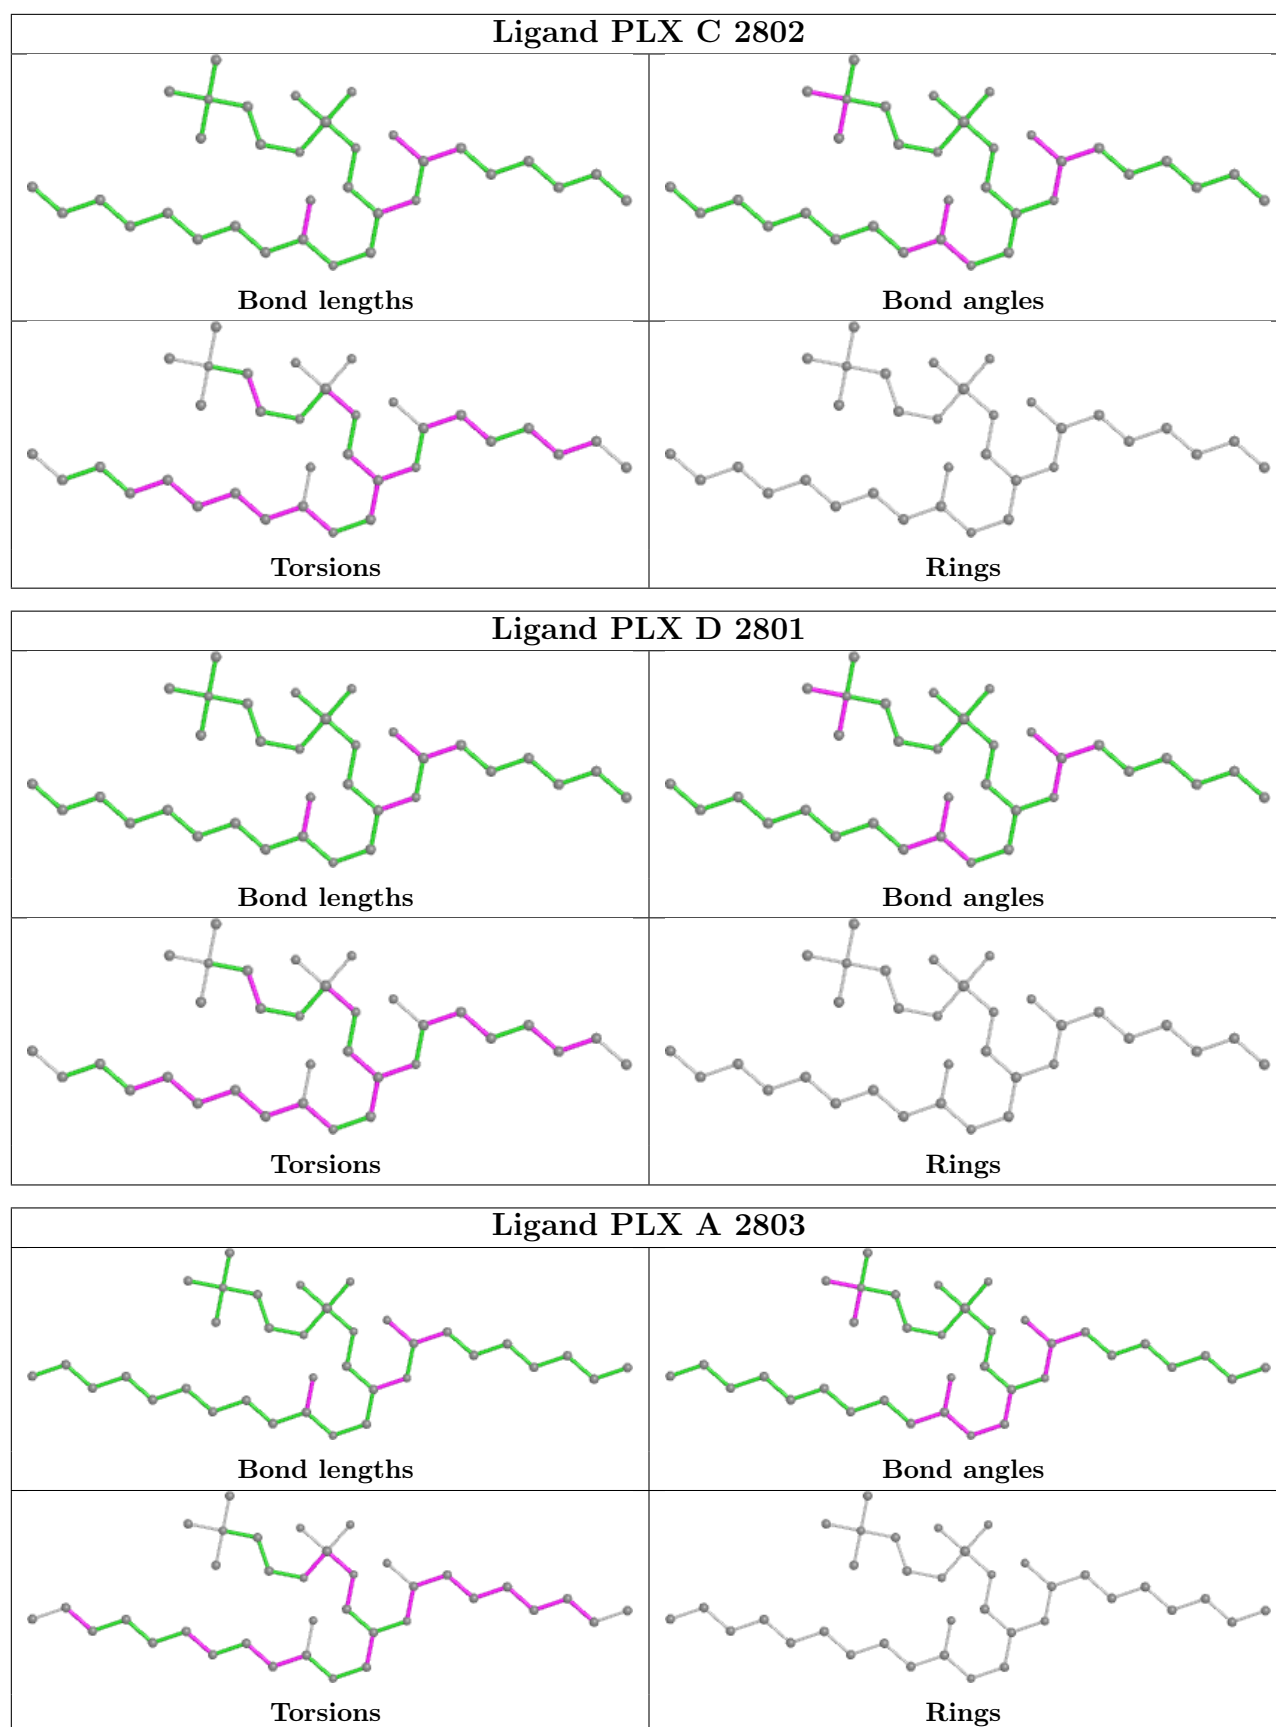 Ligand PLX C 2802
Bond lengths
Bond angles
Torsions
Rings
Ligand PLX D 2801
Bond lengths
Bond angles
Torsions
Rings
Ligand PLX A 2803
Bond lengths
Bond angles
Torsions
Rings